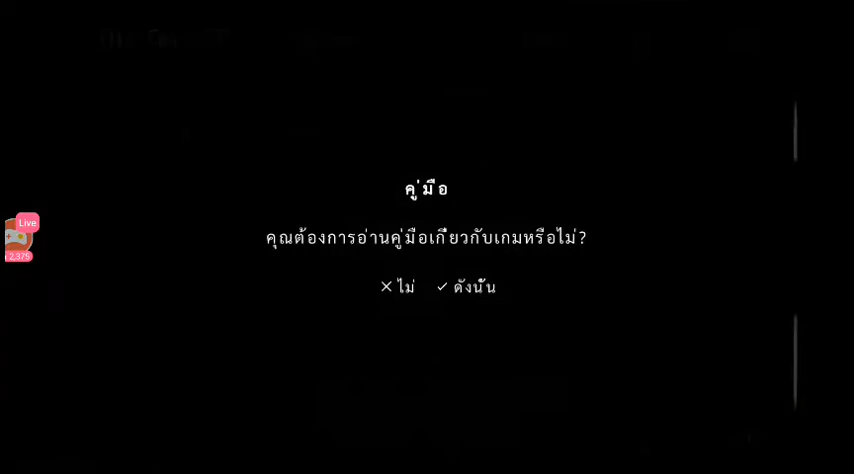 Live
2,375
คู่มือ
คุณต้องการอ่านคู่มือเกี่ยวกับเกมหรือไม่?
× ไม่ ✓ ดังนั้น